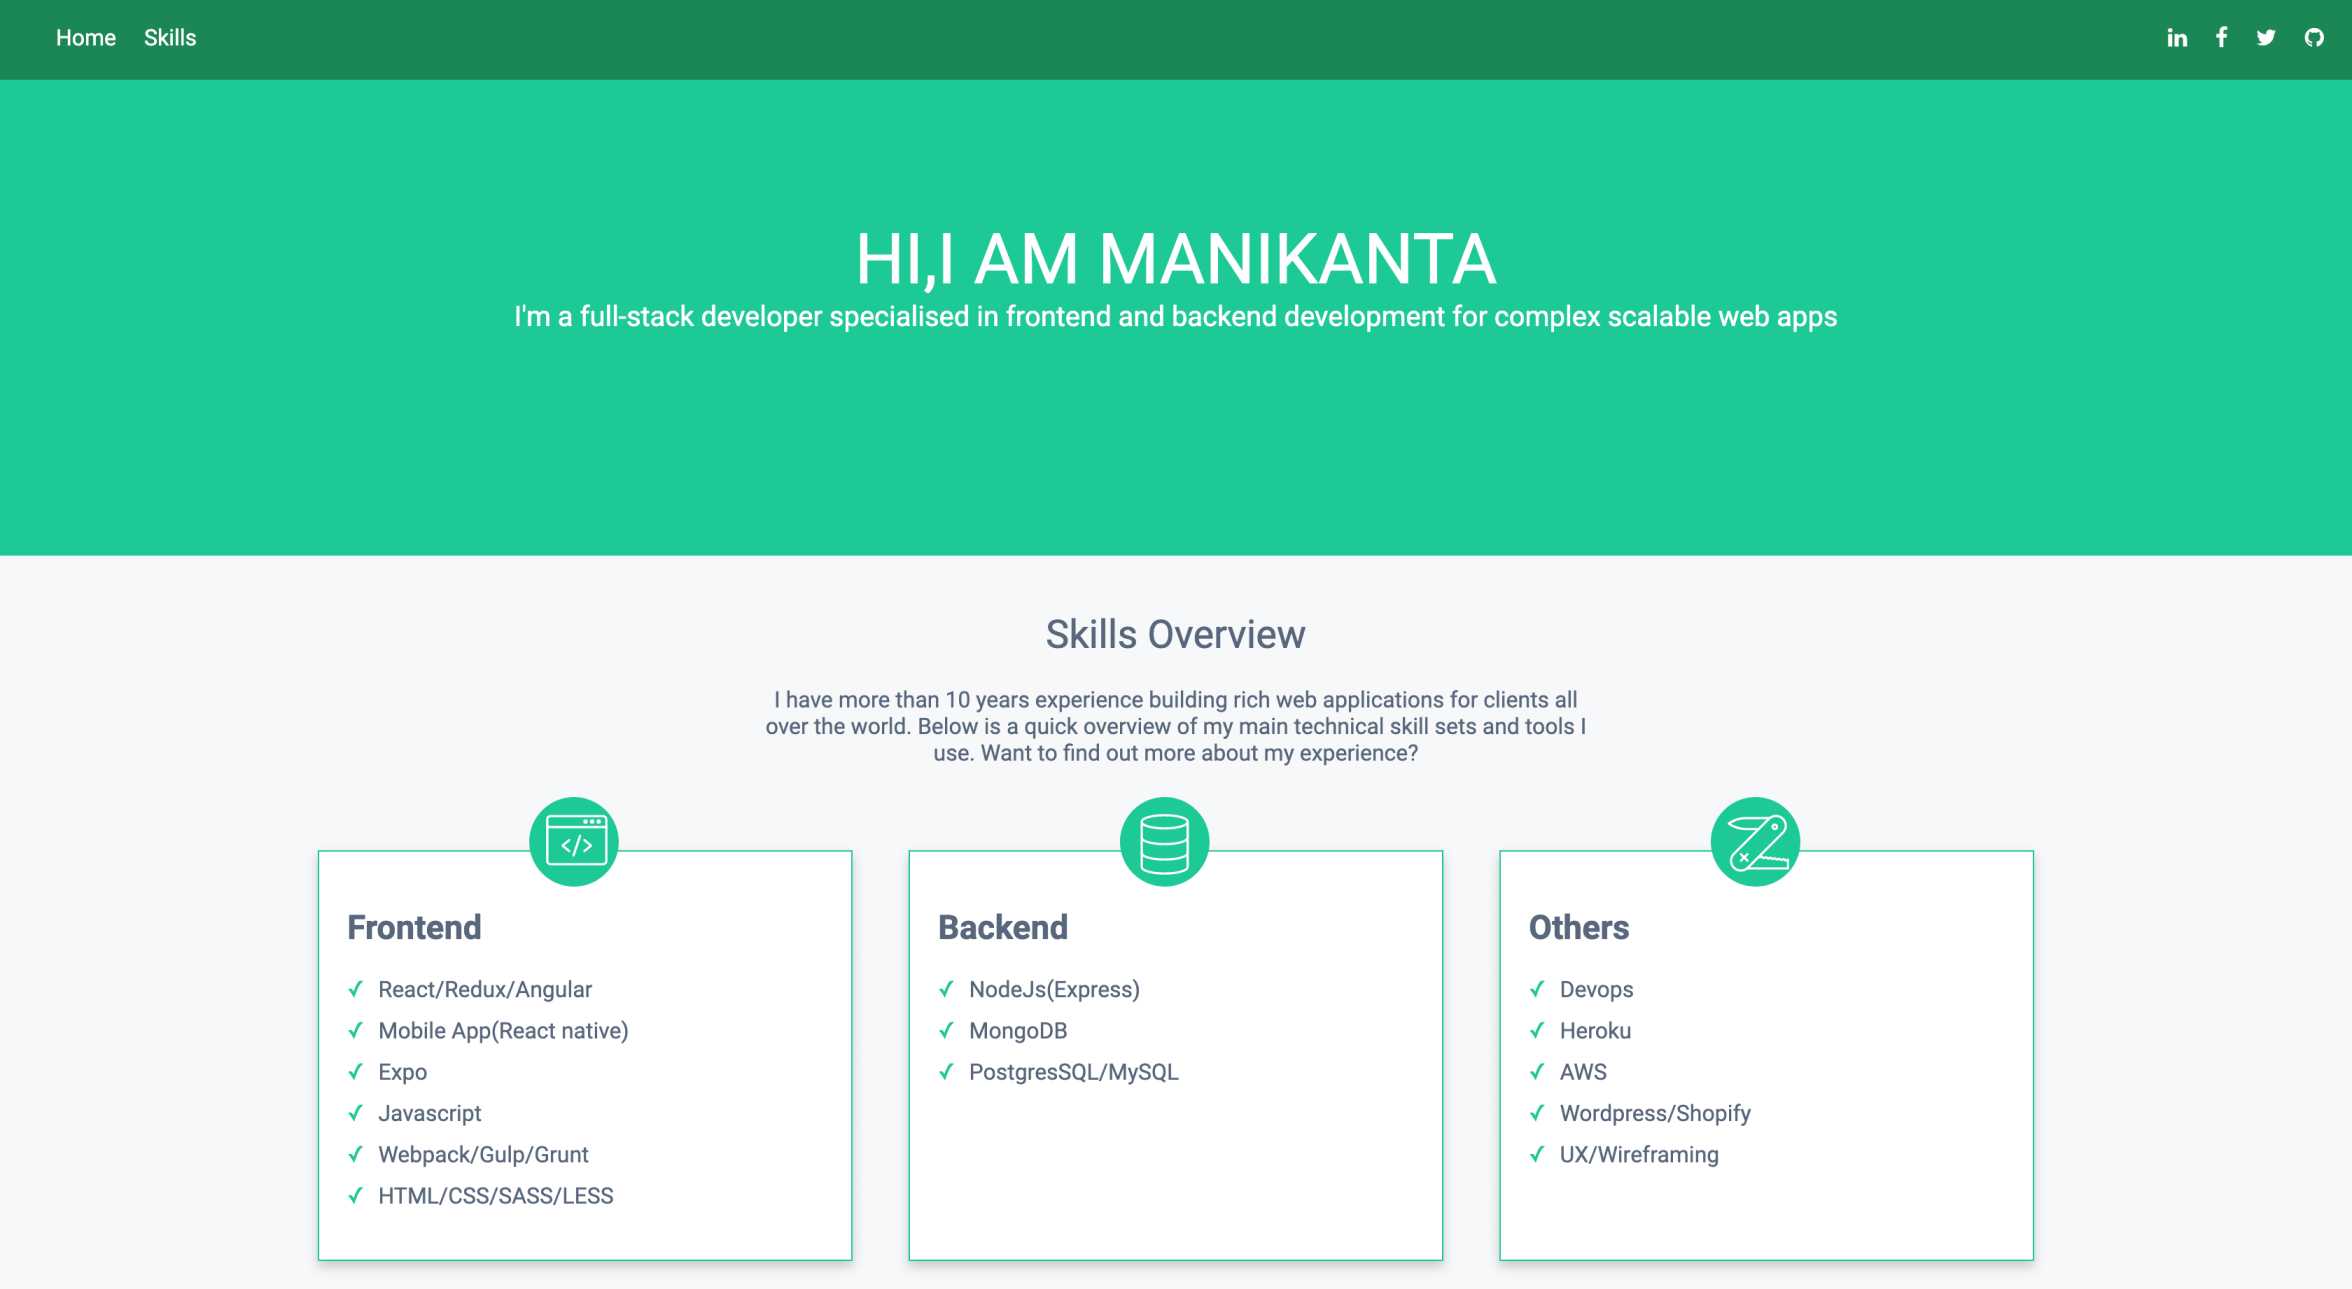 Home Skills
HI,I AM MANIKANTA
I'm a full-stack developer specialised in frontend and backend development for complex scalable web apps
Skills Overview
I have more than 10 years experience building rich web applications for clients all
over the world. Below is a quick overview of my main technical skill sets and tools I
use. Want to find out more about my experience?
Frontend
React/Redux/Angular
Mobile App(React native)
Expo
Javascript
Webpack/Gulp/Grunt
HTML/CSS/SASS/LESS
Backend
NodeJs(Express)
MongoDB
PostgresSQL/MySQL
Others
Devops
Heroku
AWS
Wordpress/Shopify
UX/Wireframing